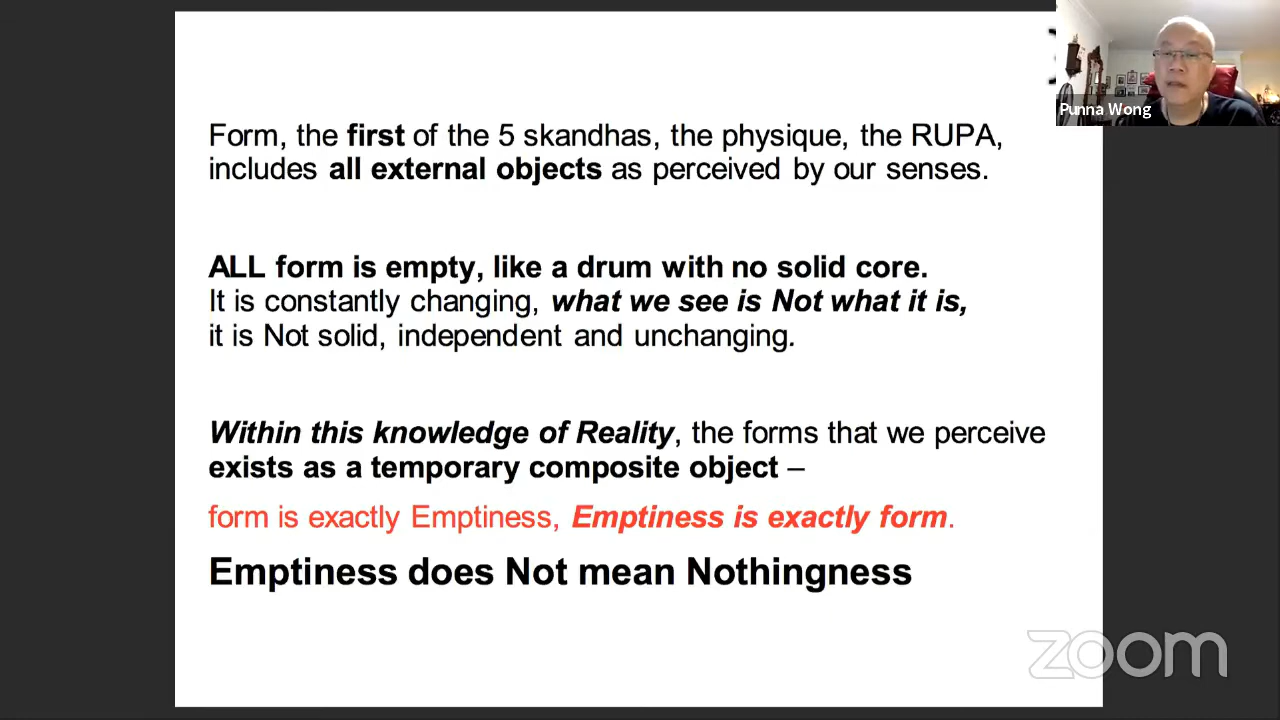 Form, the first of the 5 skandhas, the physique, the RUPA,
includes all external objects as perceived by our senses.
ALL form is empty, like a drum with no solid core.
It is constantly changing, what we see is Not what it is,
it is Not solid, independent and unchanging.
Within this knowledge of Reality, the forms that we perceive
exists as a temporary composite object –
form is exactly Emptiness, Emptiness is exactly form.
Emptiness does Not mean Nothingness
Punna Wong
zoom